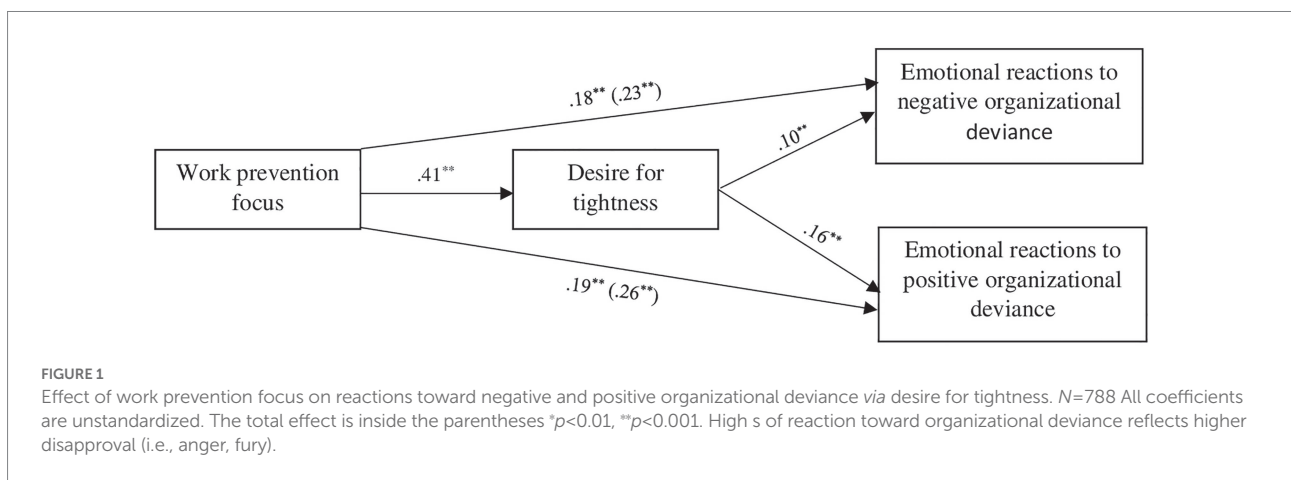 Emotional reactions to
negative organizational
deviance
.18** (.23**)
.10**
Work prevention
focus
.41**
Desire for
tightness
.16**
.19** (.26**)
Emotional reactions to
positive organizational
deviance
FIGURE 1
Effect of work prevention focus on reactions toward negative and positive organizational deviance via desire for tightness. N=788 All coefficients
are unstandardized. The total effect is inside the parentheses *p<0.01, **p<0.001. High s of reaction toward organizational deviance reflects higher
disapproval (i.e., anger, fury).